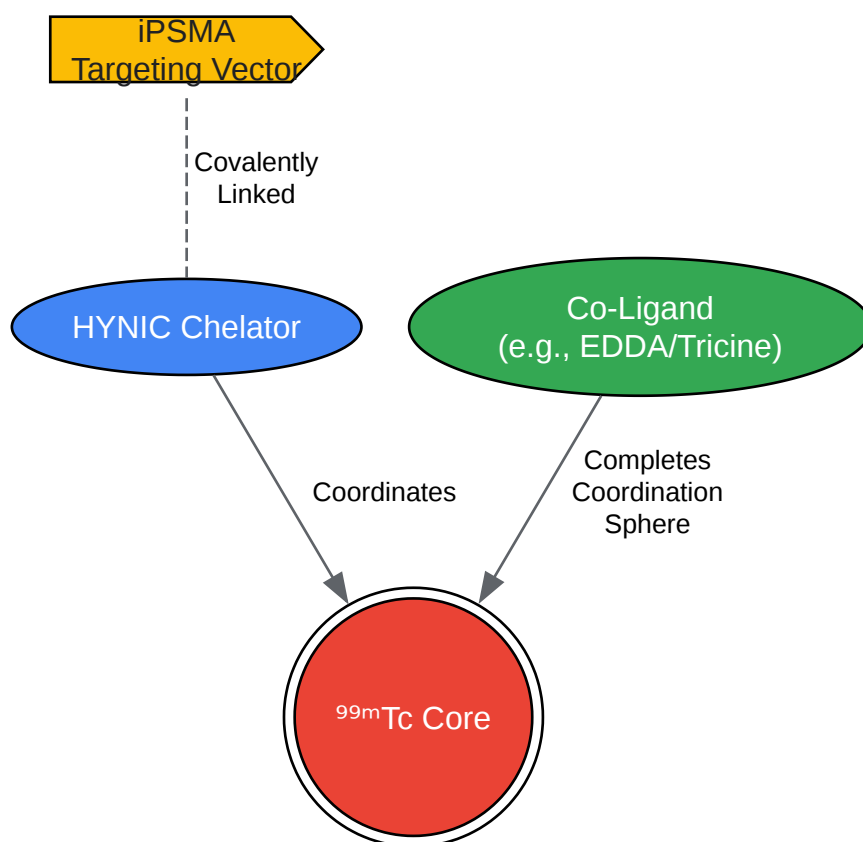 iPSMA
Targeting Vector
Covalently
Linked
HYNIC Chelator
Co-Ligand
(e.g., EDDA/Tricine)
Coordinates
Completes
Coordination
Sphere
⁹⁹ᵐTc Core